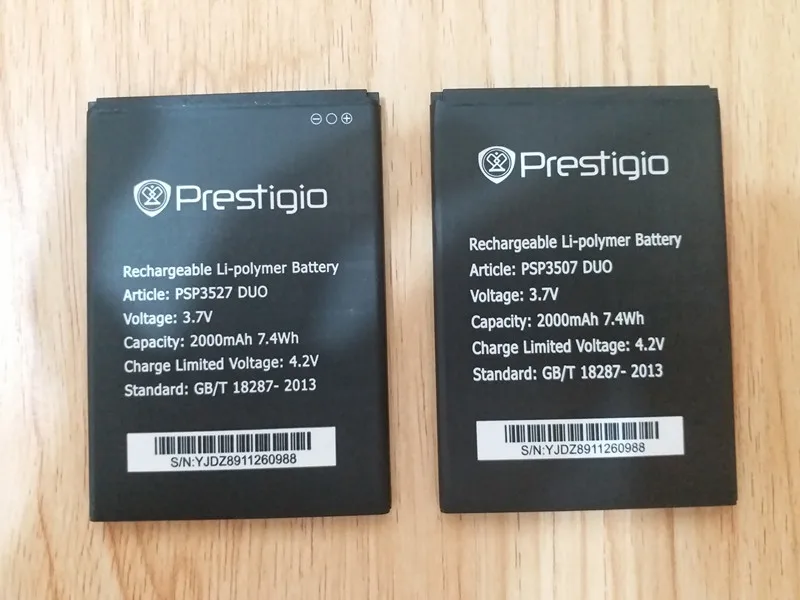 Prestigio
Rechargeable Li-polymer Battery
Article: PSP3527 DUO
Voltage: 3.7V
Capacity: 2000mAh 7.4Wh
Charge Limited Voltage: 4.2V
Standard: GB/T 18287- 2013
S/N:YJDZ8911260988
Prestigio
Rechargeable Li-polymer Battery
Article: PSP3507 DUO
Voltage: 3.7V
Capacity: 2000mAh 7.4Wh
Charge Limited Voltage: 4.2V
Standard: GB/T 18287- 2013
S/N:YJDZ8911260988